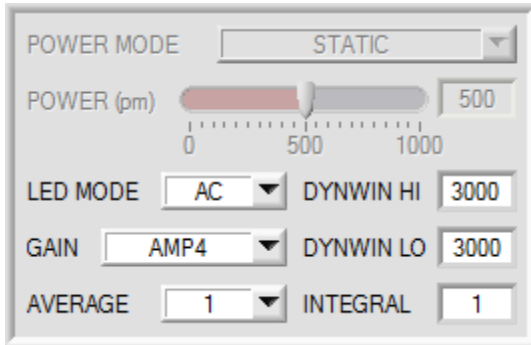 POWER MODE STATIC
POWER (pm) 500
0 500 1000
LED MODE AC DYNWIN HI 3000
GAIN AMP4 DYNWIN LO 3000
AVERAGE 1 INTEGRAL 1